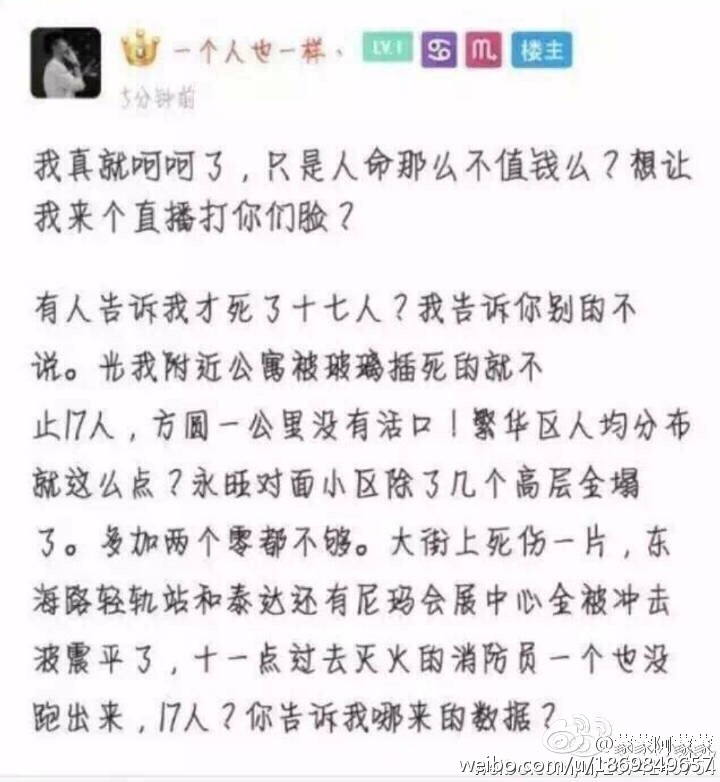 一个人也一样、 LV.1 楼主
5分钟前
我真就呵呵了，只是人命那么不值钱么？想让
我来个直播打你们脸？
有人告诉我才死了十七人？我告诉你别的不
说。光我附近公寓被玻璃插死的就不
止17人，方圆一公里没有活口！繁华区人均分布
就这么点？永旺对面小区除了几个高层全塌
了。多加两个零都不够。大街上死伤一片，东
海路轻轨站和泰达还有尼玛会展中心全被冲击
波震平了，十一点过去灭火的消防员一个也没
跑出来，17人？你告诉我哪来的数据？
@蒙蒙阿蒙蒙
weibo.com/u/1869849657